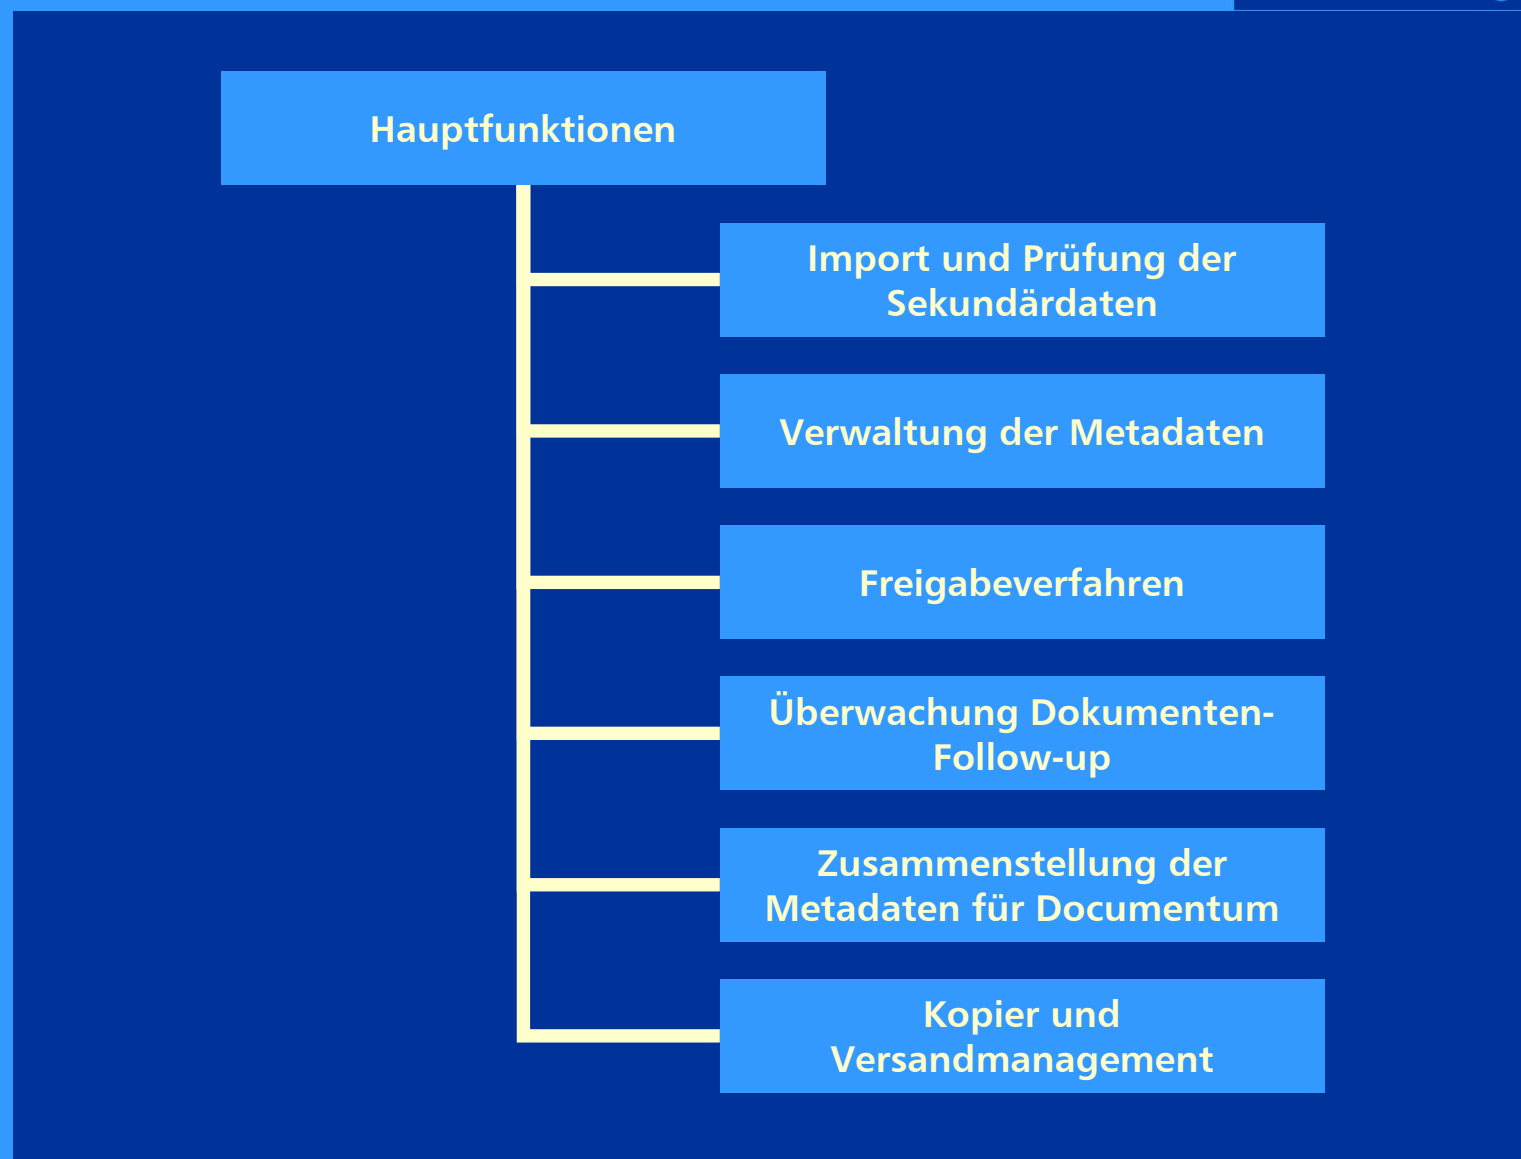 Hauptfunktionen
Import und Prüfung der
Sekundärdaten
Verwaltung der Metadaten
Freigabeverfahren
Überwachung Dokumenten-
Follow-up
Zusammenstellung der
Metadaten für Documentum
Kopier und
Versandmanagement